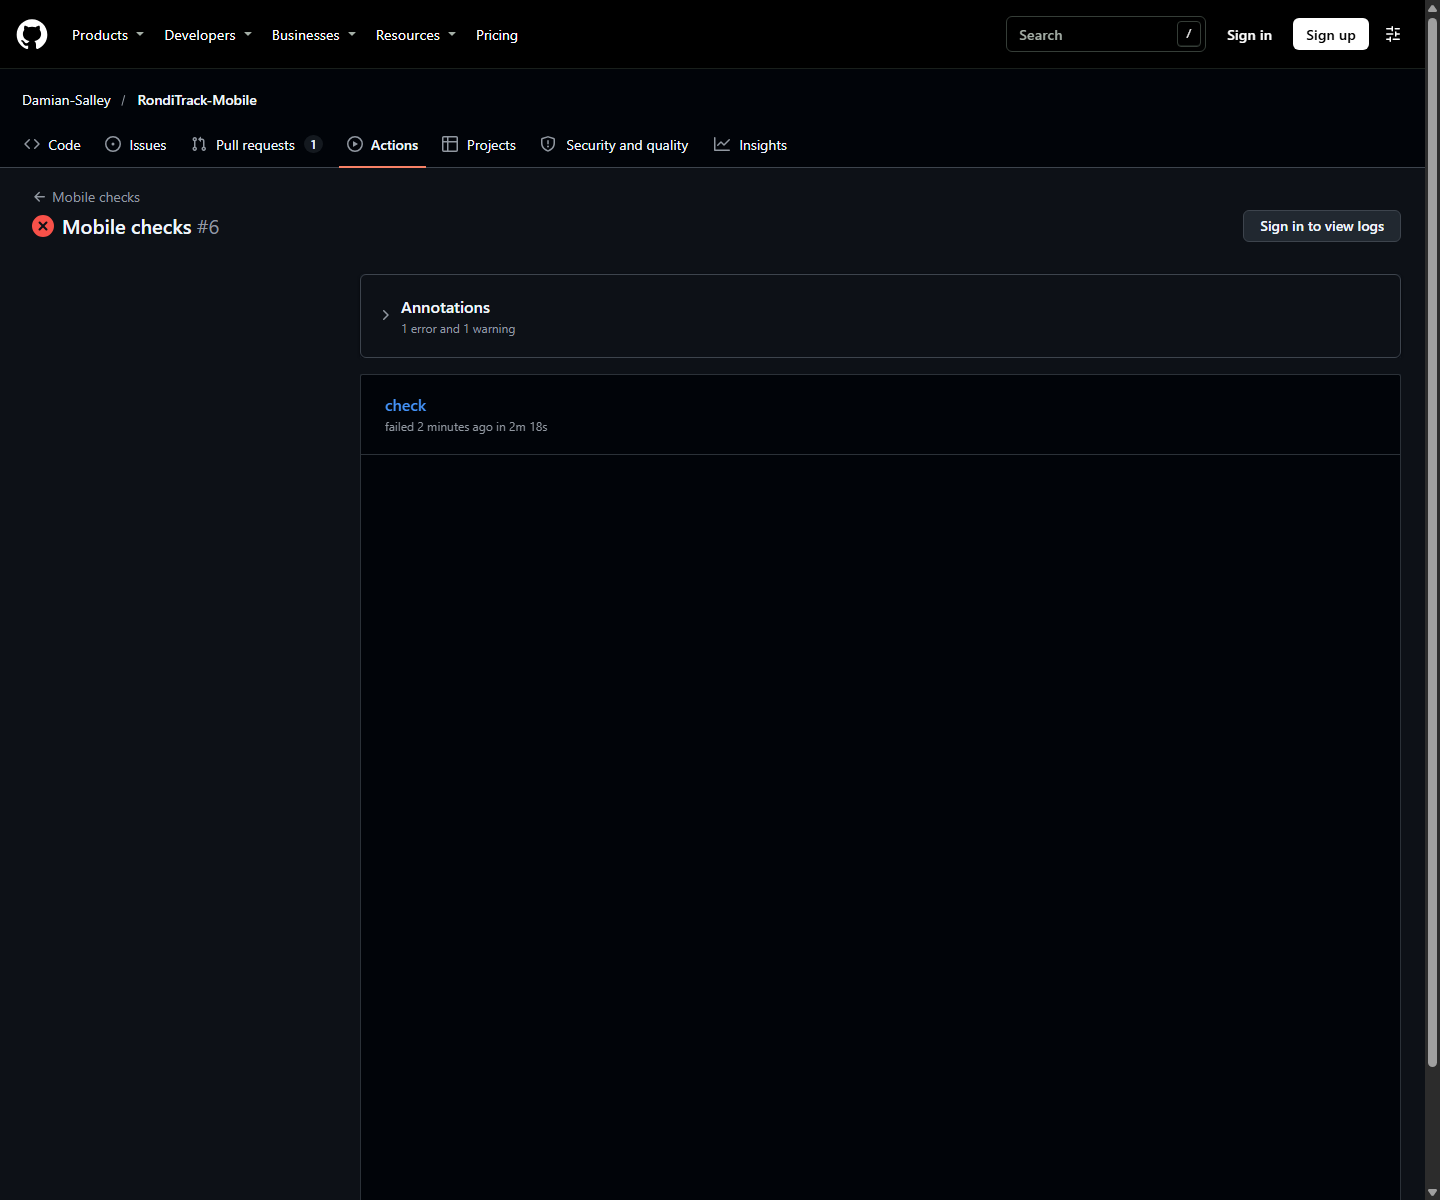 Products Developers Businesses Resources Pricing Search / Sign in Sign up
Damian-Salley / RondiTrack-Mobile
Code Issues Pull requests 1 Actions Projects Security and quality Insights
Mobile checks
Mobile checks #6
Sign in to view logs
Annotations
1 error and 1 warning
check
failed 2 minutes ago in 2m 18s